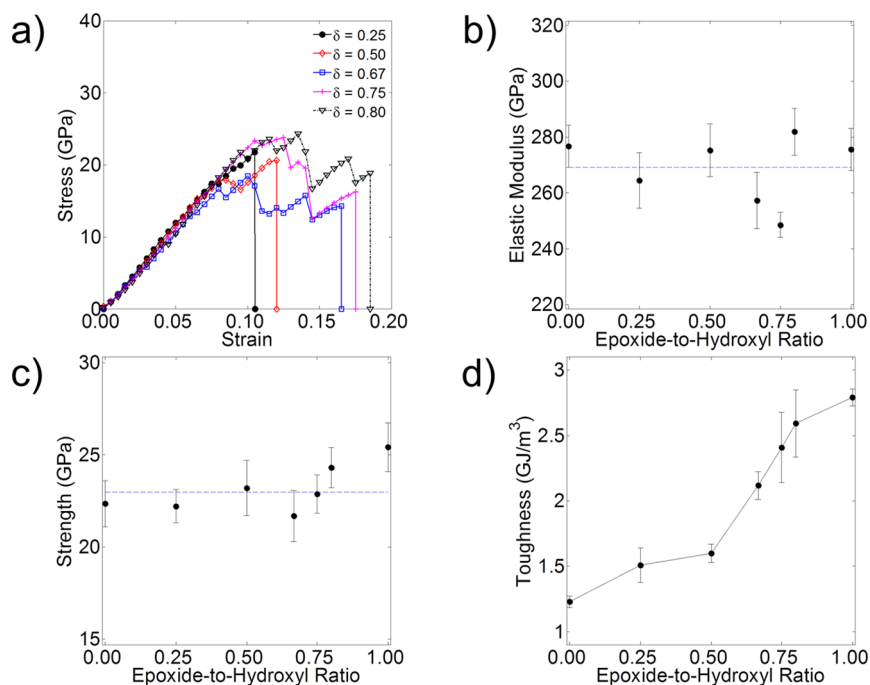 a)
40
30
20
10
0
0.00 0.05 0.10 0.15 0.20
Stress (GPa)
Strain
δ = 0.25
δ = 0.50
δ = 0.67
δ = 0.75
δ = 0.80
b)
320
300
280
260
240
220
0.00 0.25 0.50 0.75 1.00
Elastic Modulus (GPa)
Epoxide-to-Hydroxyl Ratio
c)
30
25
20
15
0.00 0.25 0.50 0.75 1.00
Strength (GPa)
Epoxide-to-Hydroxyl Ratio
d)
3
2.5
2
1.5
1
0.00 0.25 0.50 0.75 1.00
Toughness (GJ/m³)
Epoxide-to-Hydroxyl Ratio